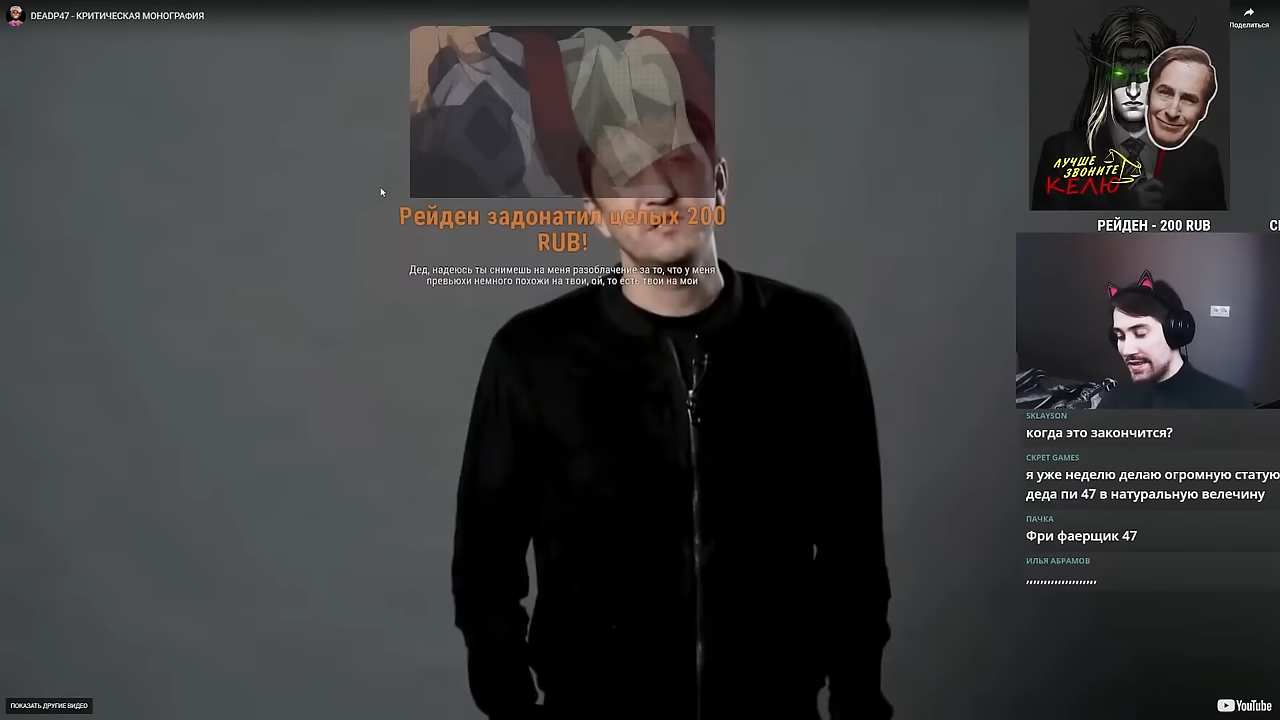 DEADP47 - КРИТИЧЕСКАЯ МОНОГРАФИЯ
Поделиться
ЛУЧШЕ
ЗВОНИТЕ
КЕЛЮ
Рейден задонатил целых 200
RUB!
Дед, надеюсь ты снимешь на меня разоблачение за то, что у меня
превьюхи немного похожи на твои, ой, то есть твои на мои
РЕЙДЕН - 200 RUB
SKLAYSON
когда это закончится?
СКРЕТ GAMES
я уже неделю делаю огромную статую
деда пи 47 в натуральную велечину
ПАЧКА
Фри фаерщик 47
ИЛЬЯ АБРАМОВ
,,,,,,,,,,,,,,,,,,,,
ПОКАЗАТЬ ДРУГИЕ ВИДЕО
YouTube